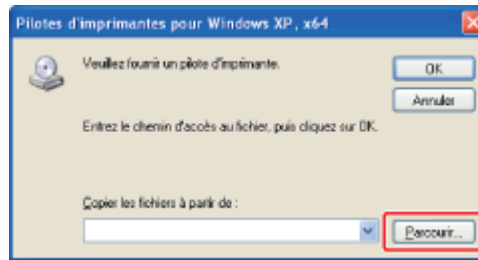 Pilotes d'imprimantes pour Windows XP, x64
Veuillez fournir un pilote d'imprimante.
OK
Annuler
Entrez le chemin d'accès au fichier, puis cliquez sur OK.
Copier les fichiers à partir de :
Parcourir...